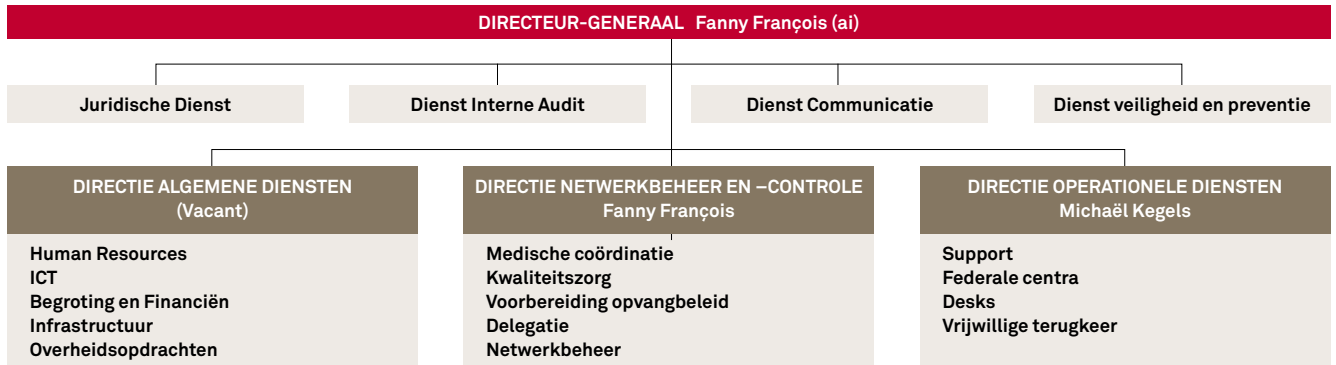 DIRECTEUR-GENERAAL Fanny François (ai)
Juridische Dienst
Dienst Interne Audit
Dienst Communicatie
Dienst veiligheid en preventie
DIRECTIE ALGEMENE DIENSTEN
(Vacant)
Human Resources
ICT
Begroting en Financiën
Infrastructuur
Overheidsopdrachten
DIRECTIE NETWERKBEHEER EN –CONTROLE
Fanny François
Medische coördinatie
Kwaliteitszorg
Voorbereiding opvangbeleid
Delegatie
Netwerkbeheer
DIRECTIE OPERATIONELE DIENSTEN
Michaël Kegels
Support
Federale centra
Desks
Vrijwillige terugkeer